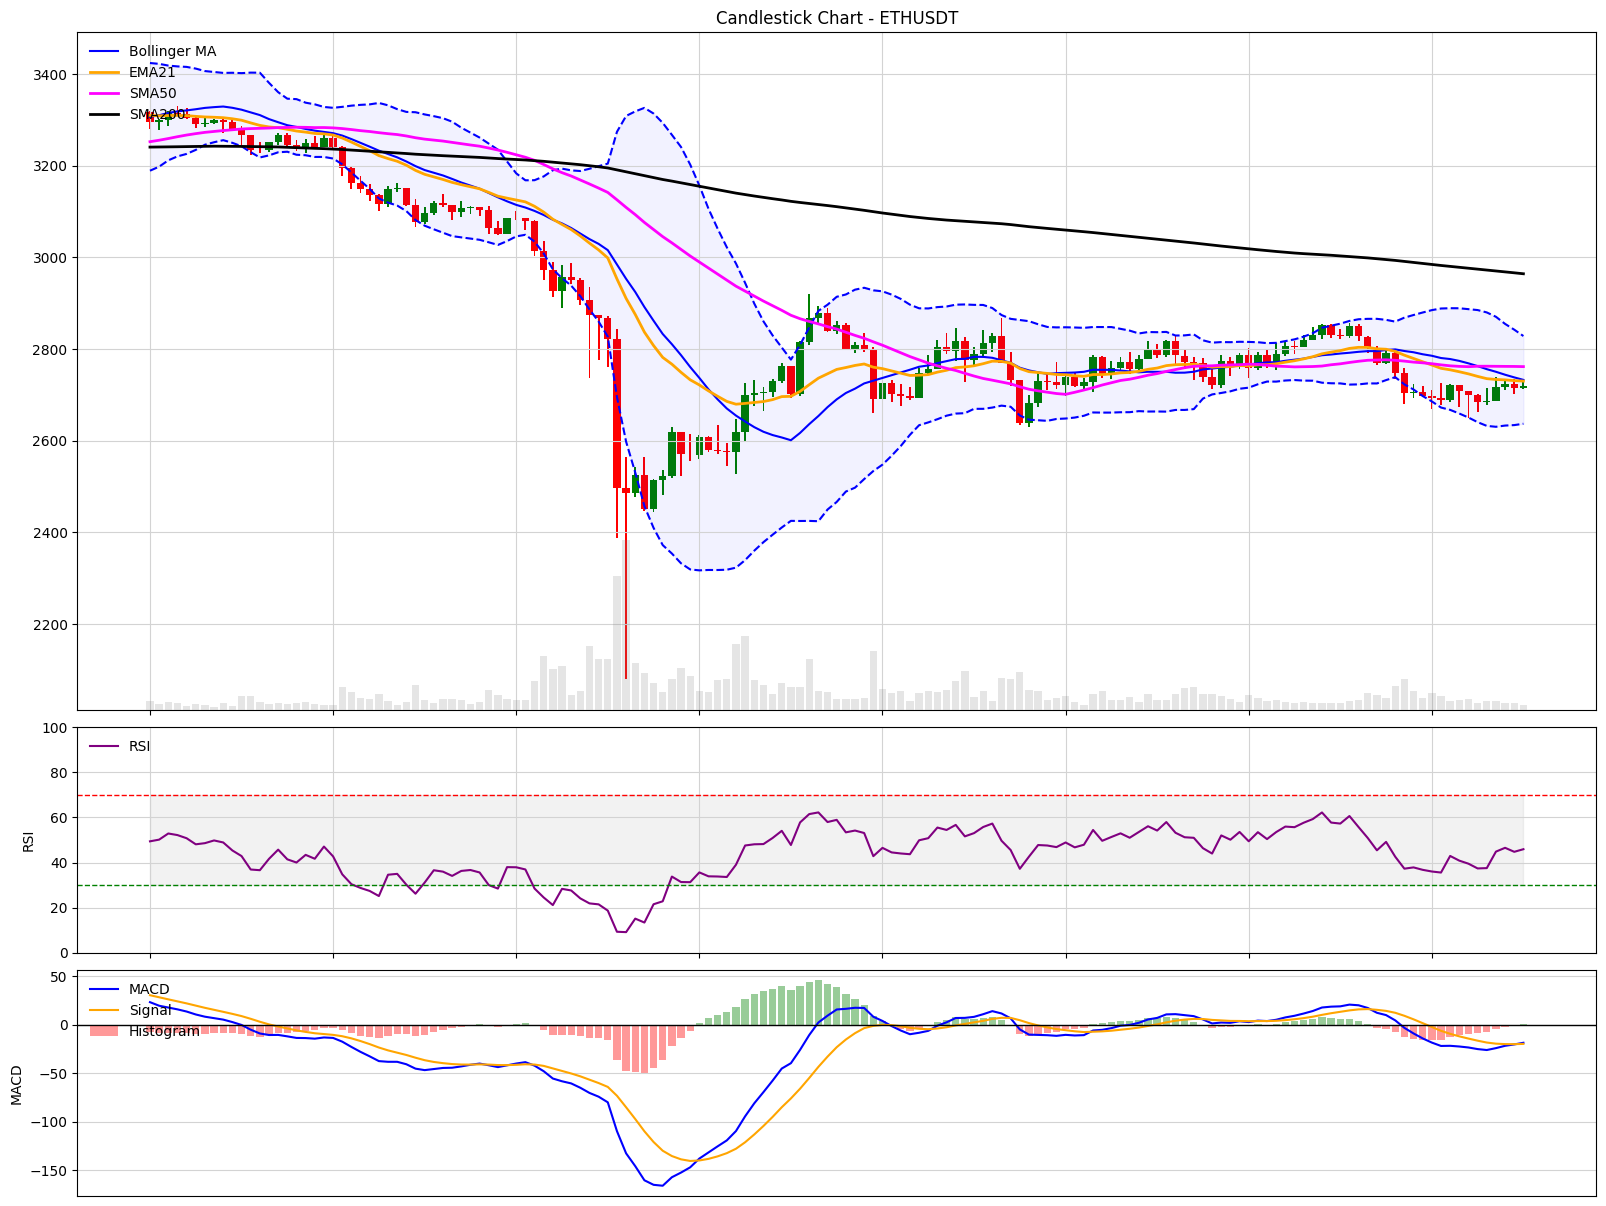 Candlestick Chart - ETHUSDT
Bollinger MA
EMA21
SMA50
SMA200
3400
3200
3000
2800
2600
2400
2200
RSI
100
80
60
40
20
0
RSI
MACD
Signal
Histogram
50
0
−50
−100
−150
MACD